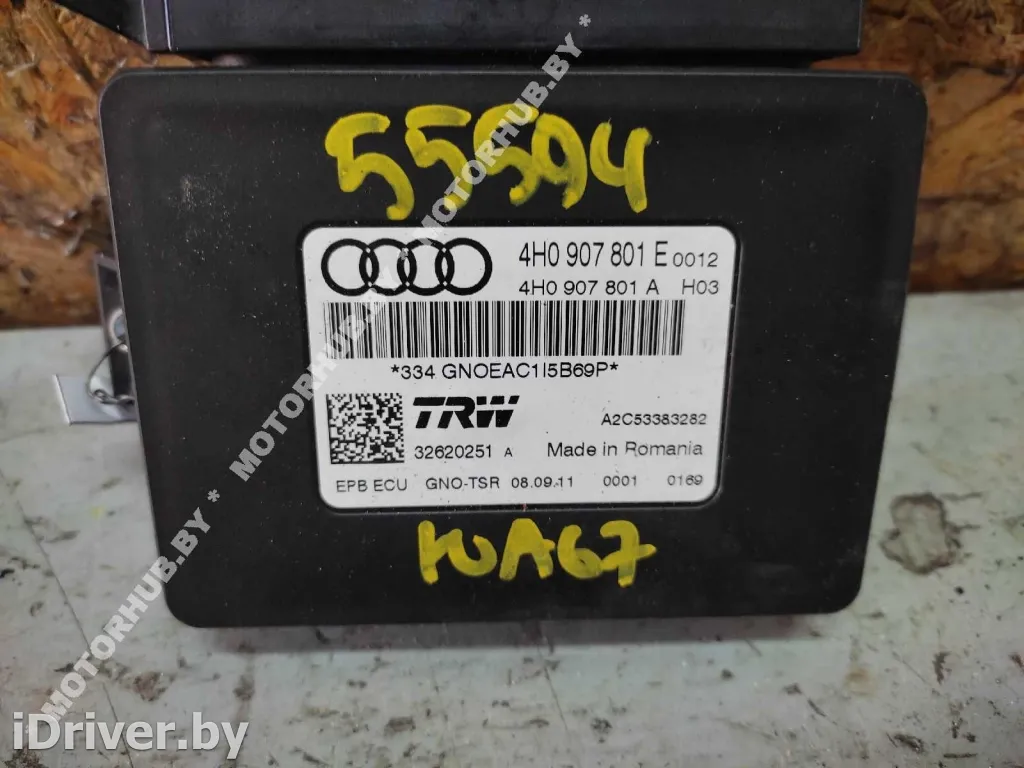 55594
4H0 907 801 E 0012
4H0 907 801 A H03
*334 GNOEAC1I5B69P*
TRW
A2C53383282
32620251 A Made in Romania
EPB ECU GNO-TSR 08.09.11 0001 0169
* MOTORHUB.BY * MOTORHUB.BY * MOTORHUB.BY *
iDriver.by